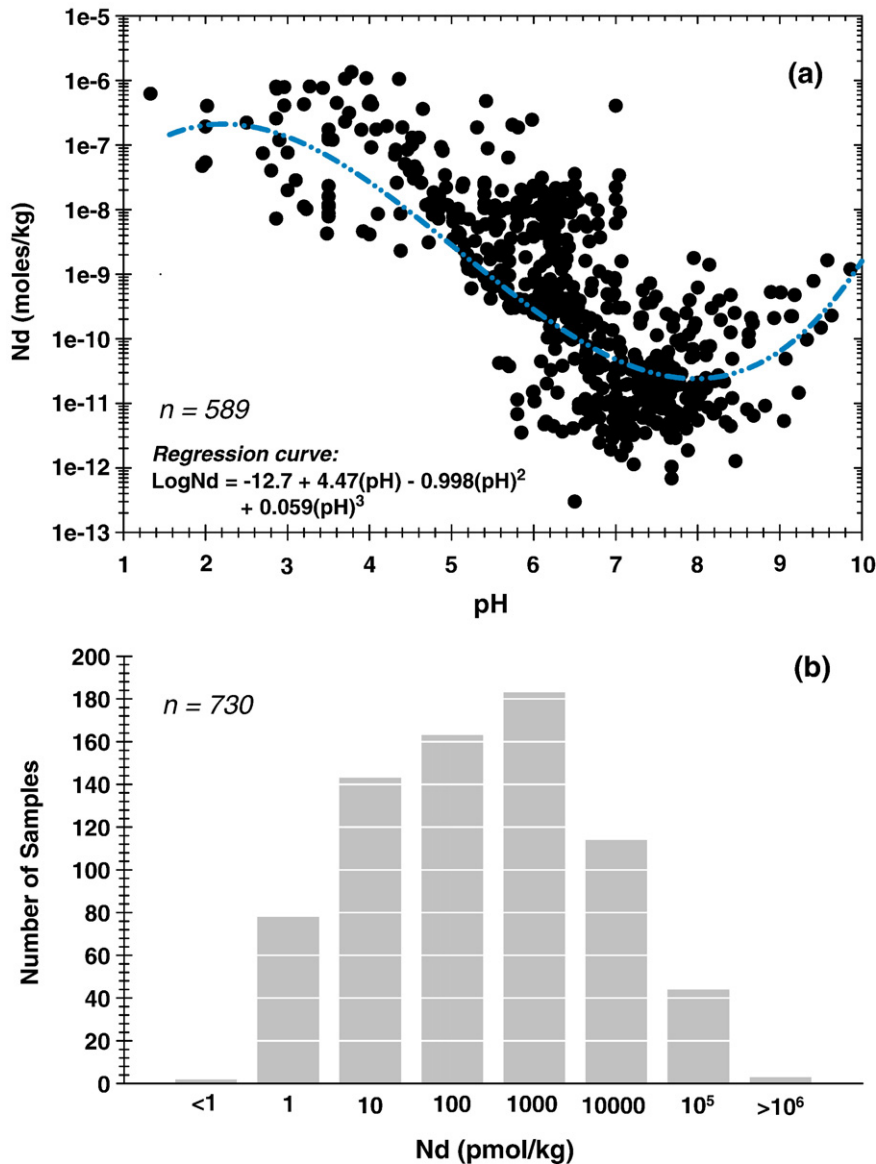 1e-5
(a)
1e-6
1e-7
1e-8
1e-9
1e-10
1e-11
1e-12
1e-13
Nd (moles/kg)
n = 589
Regression curve:
LogNd = -12.7 + 4.47(pH) - 0.998(pH)²
+ 0.059(pH)³
1 2 3 4 5 6 7 8 9 10
pH
200
(b)
180
160
140
120
100
80
60
40
20
0
Number of Samples
n = 730
<1 1 10 100 1000 10000 10⁵ >10⁶
Nd (pmol/kg)